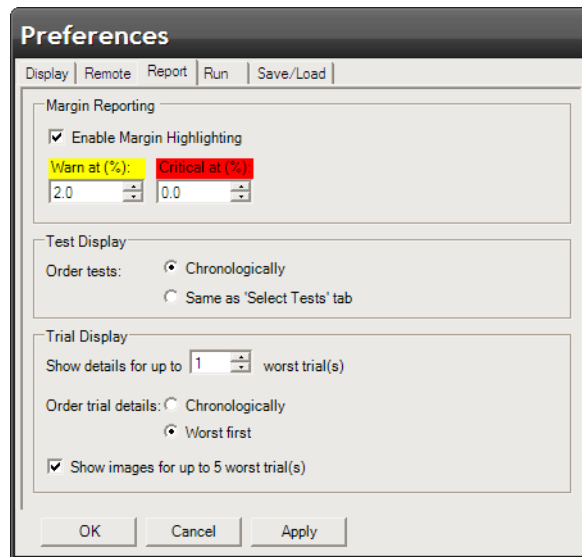 Preferences
Display Remote Report Run Save/Load
Margin Reporting
Enable Margin Highlighting
Warn at (%): Critical at (%):
2.0 0.0
Test Display
Order tests: Chronologically
Same as 'Select Tests' tab
Trial Display
Show details for up to 1 worst trial(s)
Order trial details: Chronologically
Worst first
Show images for up to 5 worst trial(s)
OK Cancel Apply